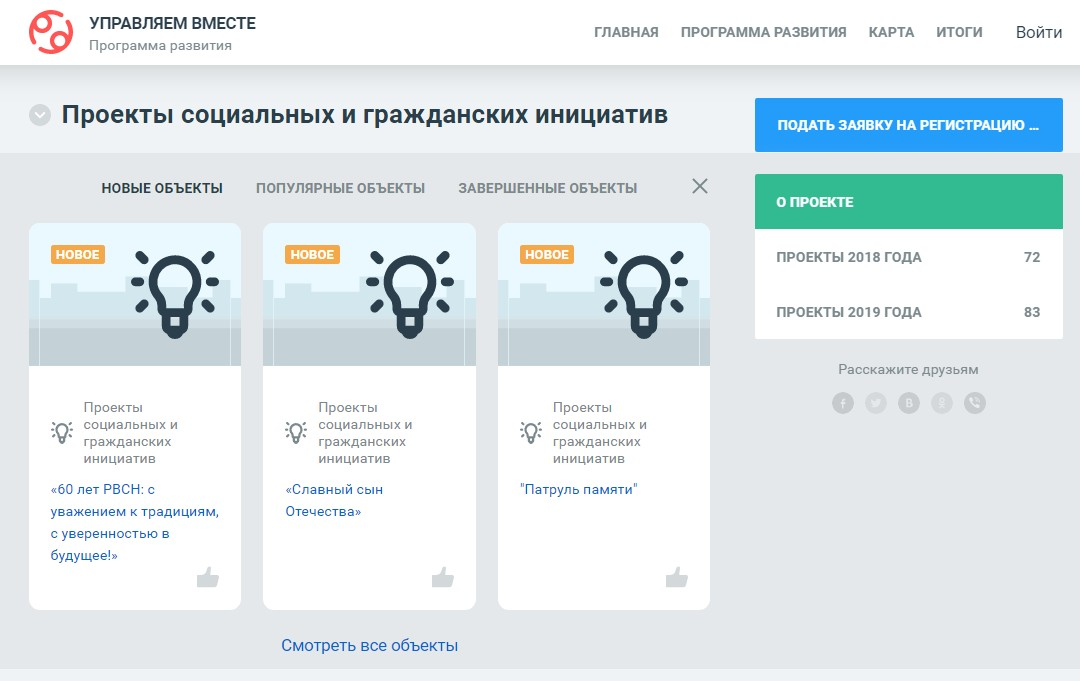 УПРАВЛЯЕМ ВМЕСТЕ
Программа развития
ГЛАВНАЯ ПРОГРАММА РАЗВИТИЯ КАРТА ИТОГИ Войти
Проекты социальных и гражданских инициатив
ПОДАТЬ ЗАЯВКУ НА РЕГИСТРАЦИЮ ...
НОВЫЕ ОБЪЕКТЫ ПОПУЛЯРНЫЕ ОБЪЕКТЫ ЗАВЕРШЕННЫЕ ОБЪЕКТЫ
НОВОЕ
Проекты
социальных и
гражданских
инициатив
«60 лет РВСН: с
уважением к традициям,
с уверенностью в
будущее!»
НОВОЕ
Проекты
социальных и
гражданских
инициатив
«Славный сын
Отечества»
НОВОЕ
Проекты
социальных и
гражданских
инициатив
"Патруль памяти"
Смотреть все объекты
О ПРОЕКТЕ
ПРОЕКТЫ 2018 ГОДА 72
ПРОЕКТЫ 2019 ГОДА 83
Расскажите друзьям